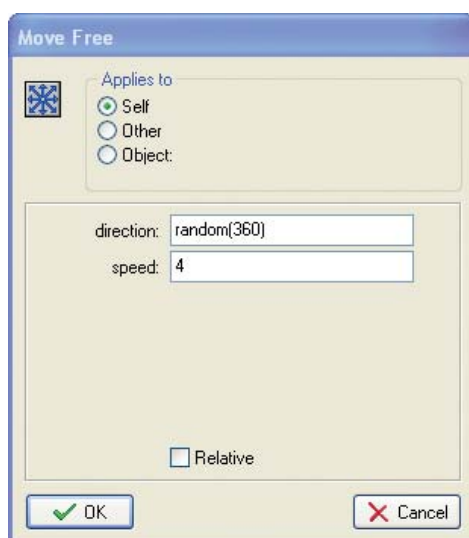 Move Free
Applies to
Self
Other
Object:
direction: random(360)
speed: 4
Relative
OK Cancel